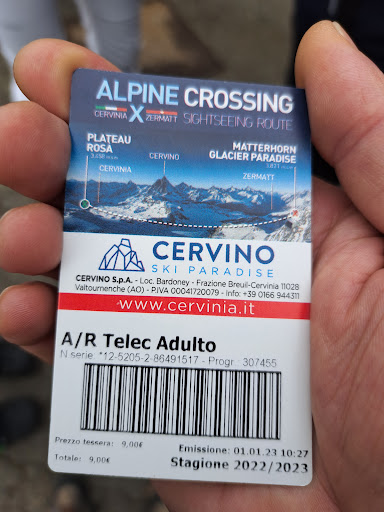 ALPINE CROSSING
CERVINIA X ZERMATT SIGHTSEEING ROUTE
PLATEAU ROSA
MATTERHORN GLACIER PARADISE
CERVINO
CERVINIA
ZERMATT
CERVINO
SKI PARADISE
CERVINO S.p.A. - Loc. Bardoney - Frazione Breuil-Cervinia 11028
Valtournenche (AO) - P.IVA 00041720079 - Info: +39 0166 944311
www.cervinia.it
A/R Telec Adulto
N serie. *12-5205-2-86491517 - Progr 307455
Prezzo tessera: 9,00€
Emissione: 01.01.23 10:27
Totale: 9,00€
Stagione 2022/2023